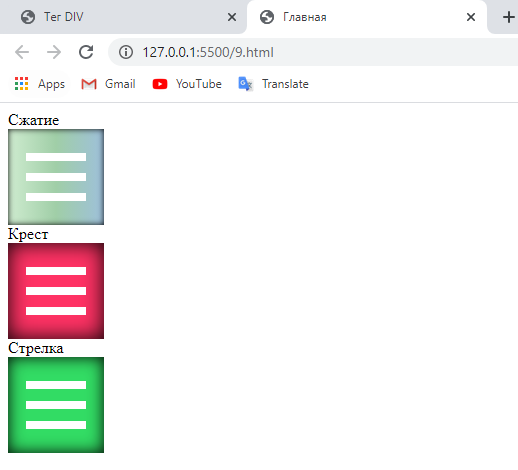 Тег DIV
Главная
127.0.0.1:5500/9.html
Apps
Gmail
YouTube
Translate
Сжатие
Крест
Стрелка